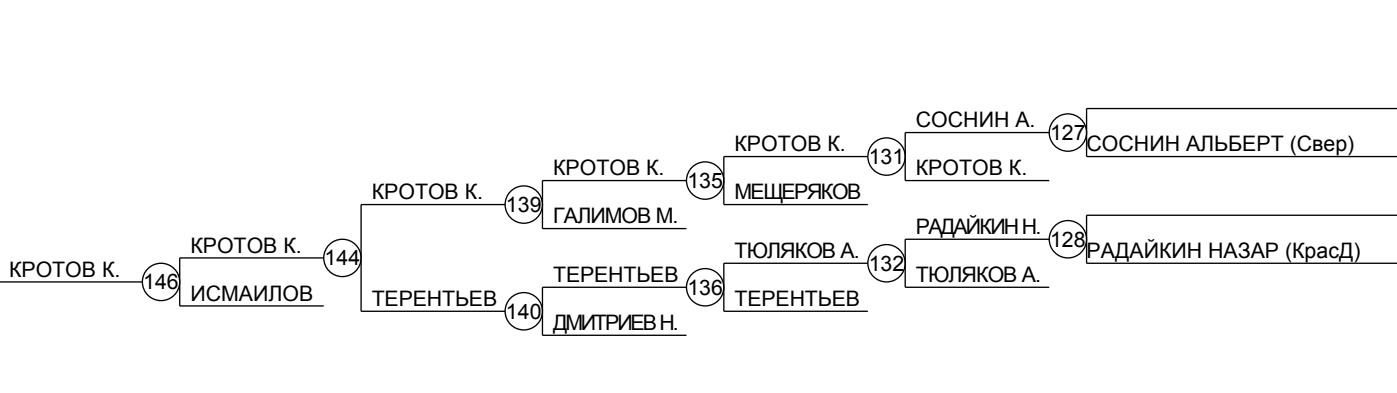 СОСНИН А.
127
СОСНИН АЛЬБЕРТ (Свер)
КРОТОВ К.
131
КРОТОВ К.
КРОТОВ К.
135
МЕЩЕРЯКОВ
КРОТОВ К.
139
ГАЛИМОВ М.
РАДАЙКИН Н.
128
РАДАЙКИН НАЗАР (КрасД)
КРОТОВ К.
144
ТЮЛЯКОВ А.
132
ТЮЛЯКОВ А.
КРОТОВ К.
146
ИСМАИЛОВ
ТЕРЕНТЬЕВ
136
ТЕРЕНТЬЕВ
ТЕРЕНТЬЕВ
140
ДМИТРИЕВ Н.